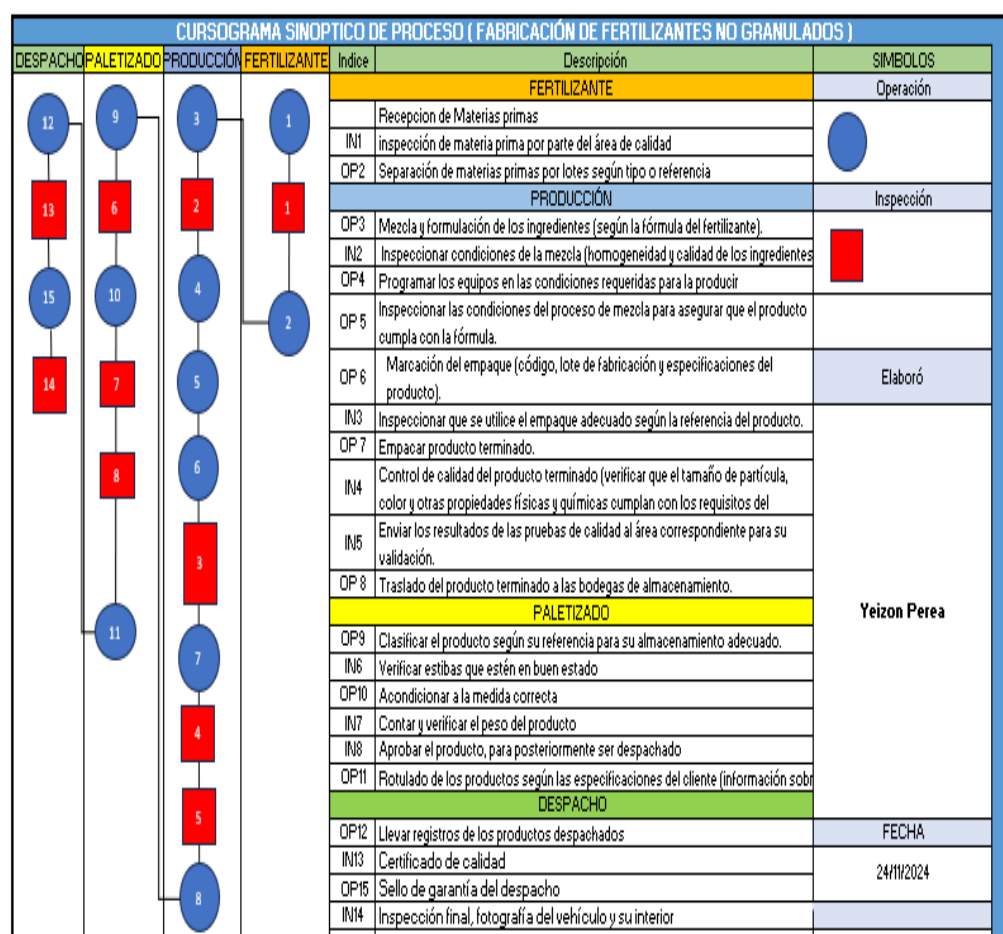 CURSOGRAMA SINOPTICO DE PROCESO ( FABRICACIÓN DE FERTILIZANTES NO GRANULADOS )
DESPACHO PALETIZADO PRODUCCIÓN FERTILIZANTE Indice Descripción SIMBOLOS
12 9 3 1
13 6 2 1
15 10 4 2
14 7 5
8 6
3
11 7
4
5
8
FERTILIZANTE
Recepcion de Materias primas
IN1 inspección de materia prima por parte del área de calidad
OP2 Separación de materias primas por lotes según tipo o referencia
PRODUCCIÓN
OP3 Mezcla y formulación de los ingredientes (según la fórmula del fertilizante).
IN2 Inspeccionar condiciones de la mezcla (homogeneidad y calidad de los ingredientes
OP4 Programar los equipos en las condiciones requeridas para la producir
OP 5 Inspeccionar las condiciones del proceso de mezcla para asegurar que el producto
cumpla con la fórmula.
OP 6 Marcación del empaque (código, lote de fabricación y especificaciones del
producto).
IN3 Inspeccionar que se utilice el empaque adecuado según la referencia del producto.
OP 7 Empacar producto terminado.
IN4 Control de calidad del producto terminado (verificar que el tamaño de partícula,
color y otras propiedades físicas y químicas cumplan con los requisitos del
IN5 Enviar los resultados de las pruebas de calidad al área correspondiente para su
validación.
OP 8 Traslado del producto terminado a las bodegas de almacenamiento.
PALETIZADO
OP9 Clasificar el producto según su referencia para su almacenamiento adecuado.
IN6 Verificar estibas que estén en buen estado
OP10 Acondicionar a la medida correcta
IN7 Contar y verificar el peso del producto
IN8 Aprobar el producto, para posteriormente ser despachado
OP11 Rotulado de los productos según las especificaciones del cliente (información sobr
DESPACHO
OP12 Llevar registros de los productos despachados
IN13 Certificado de calidad
OP15 Sello de garantía del despacho
IN14 Inspección final, fotografía del vehículo y su interior
Operación
Inspección
Elaboró
Yeizon Perea
FECHA
24/11/2024